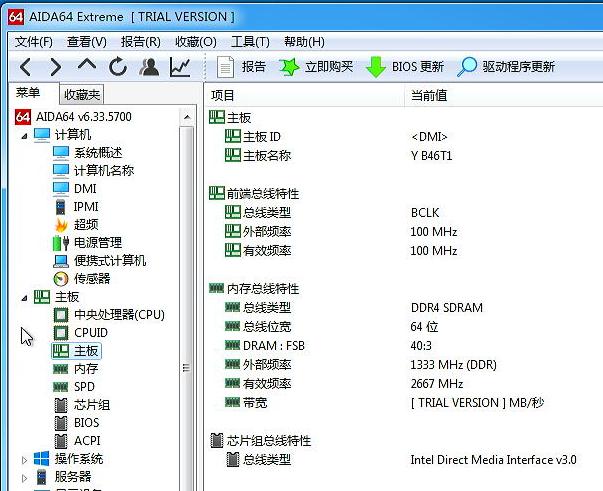 64 AIDA64 Extreme [ TRIAL VERSION ]
文件(F) 查看(V) 报告(R) 收藏(O) 工具(T) 帮助(H)
报告 立即购买 BIOS 更新 驱动程序更新
菜单 收藏夹
项目 当前值
64 AIDA64 v6.33.5700
计算机
系统概述
计算机名称
DMI
IPMI
超频
电源管理
便携式计算机
传感器
主板
中央处理器(CPU)
CPUID
主板
内存
SPD
芯片组
BIOS
ACPI
操作系统
服务器
主板
主板 ID <DMI>
主板名称 Y B46T1
前端总线特性
总线类型 BCLK
外部频率 100 MHz
有效频率 100 MHz
内存总线特性
总线类型 DDR4 SDRAM
总线位宽 64 位
DRAM : FSB 40:3
外部频率 1333 MHz (DDR)
有效频率 2667 MHz
带宽 [ TRIAL VERSION ] MB/秒
芯片组总线特性
总线类型 Intel Direct Media Interface v3.0